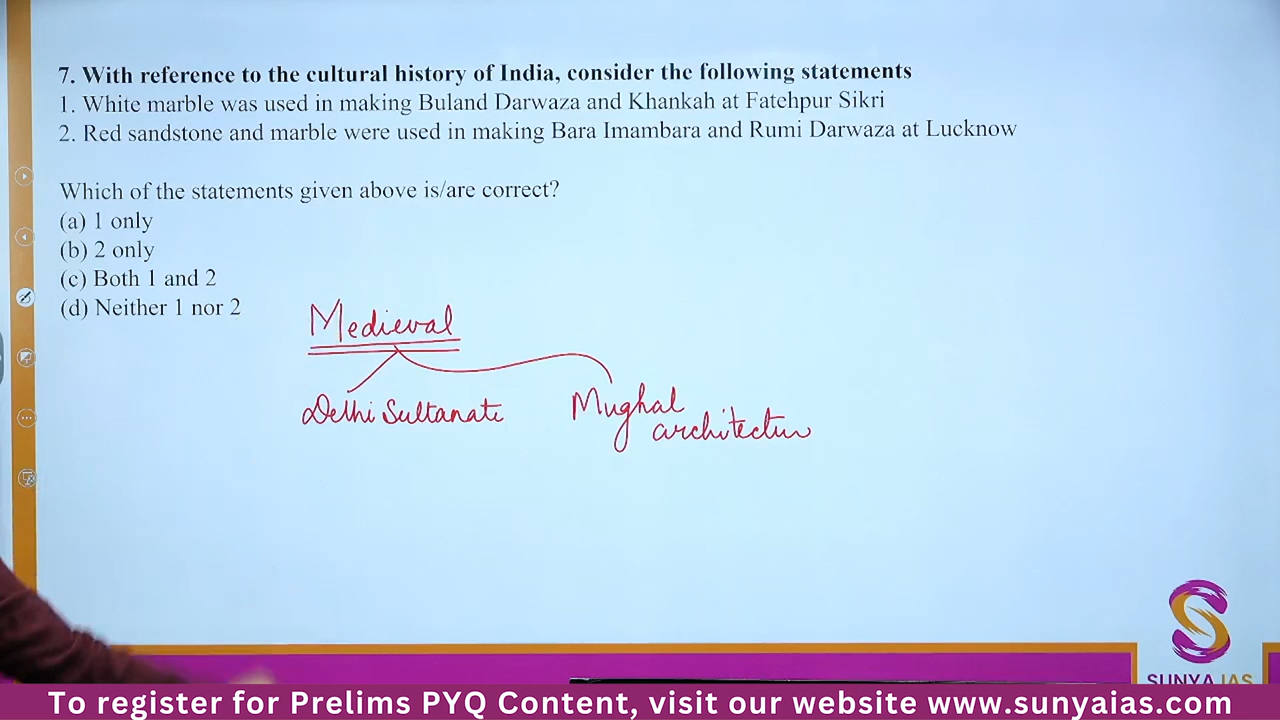 7. With reference to the cultural history of India, consider the following statements
1. White marble was used in making Buland Darwaza and Khankah at Fatehpur Sikri
2. Red sandstone and marble were used in making Bara Imambara and Rumi Darwaza at Lucknow
Which of the statements given above is/are correct?
(a) 1 only
(b) 2 only
(c) Both 1 and 2
(d) Neither 1 nor 2
Medieval
Delhi Sultanate
Mughal
architectur
SUNYA IAS
To register for Prelims PYQ Content, visit our website www.sunyaias.com